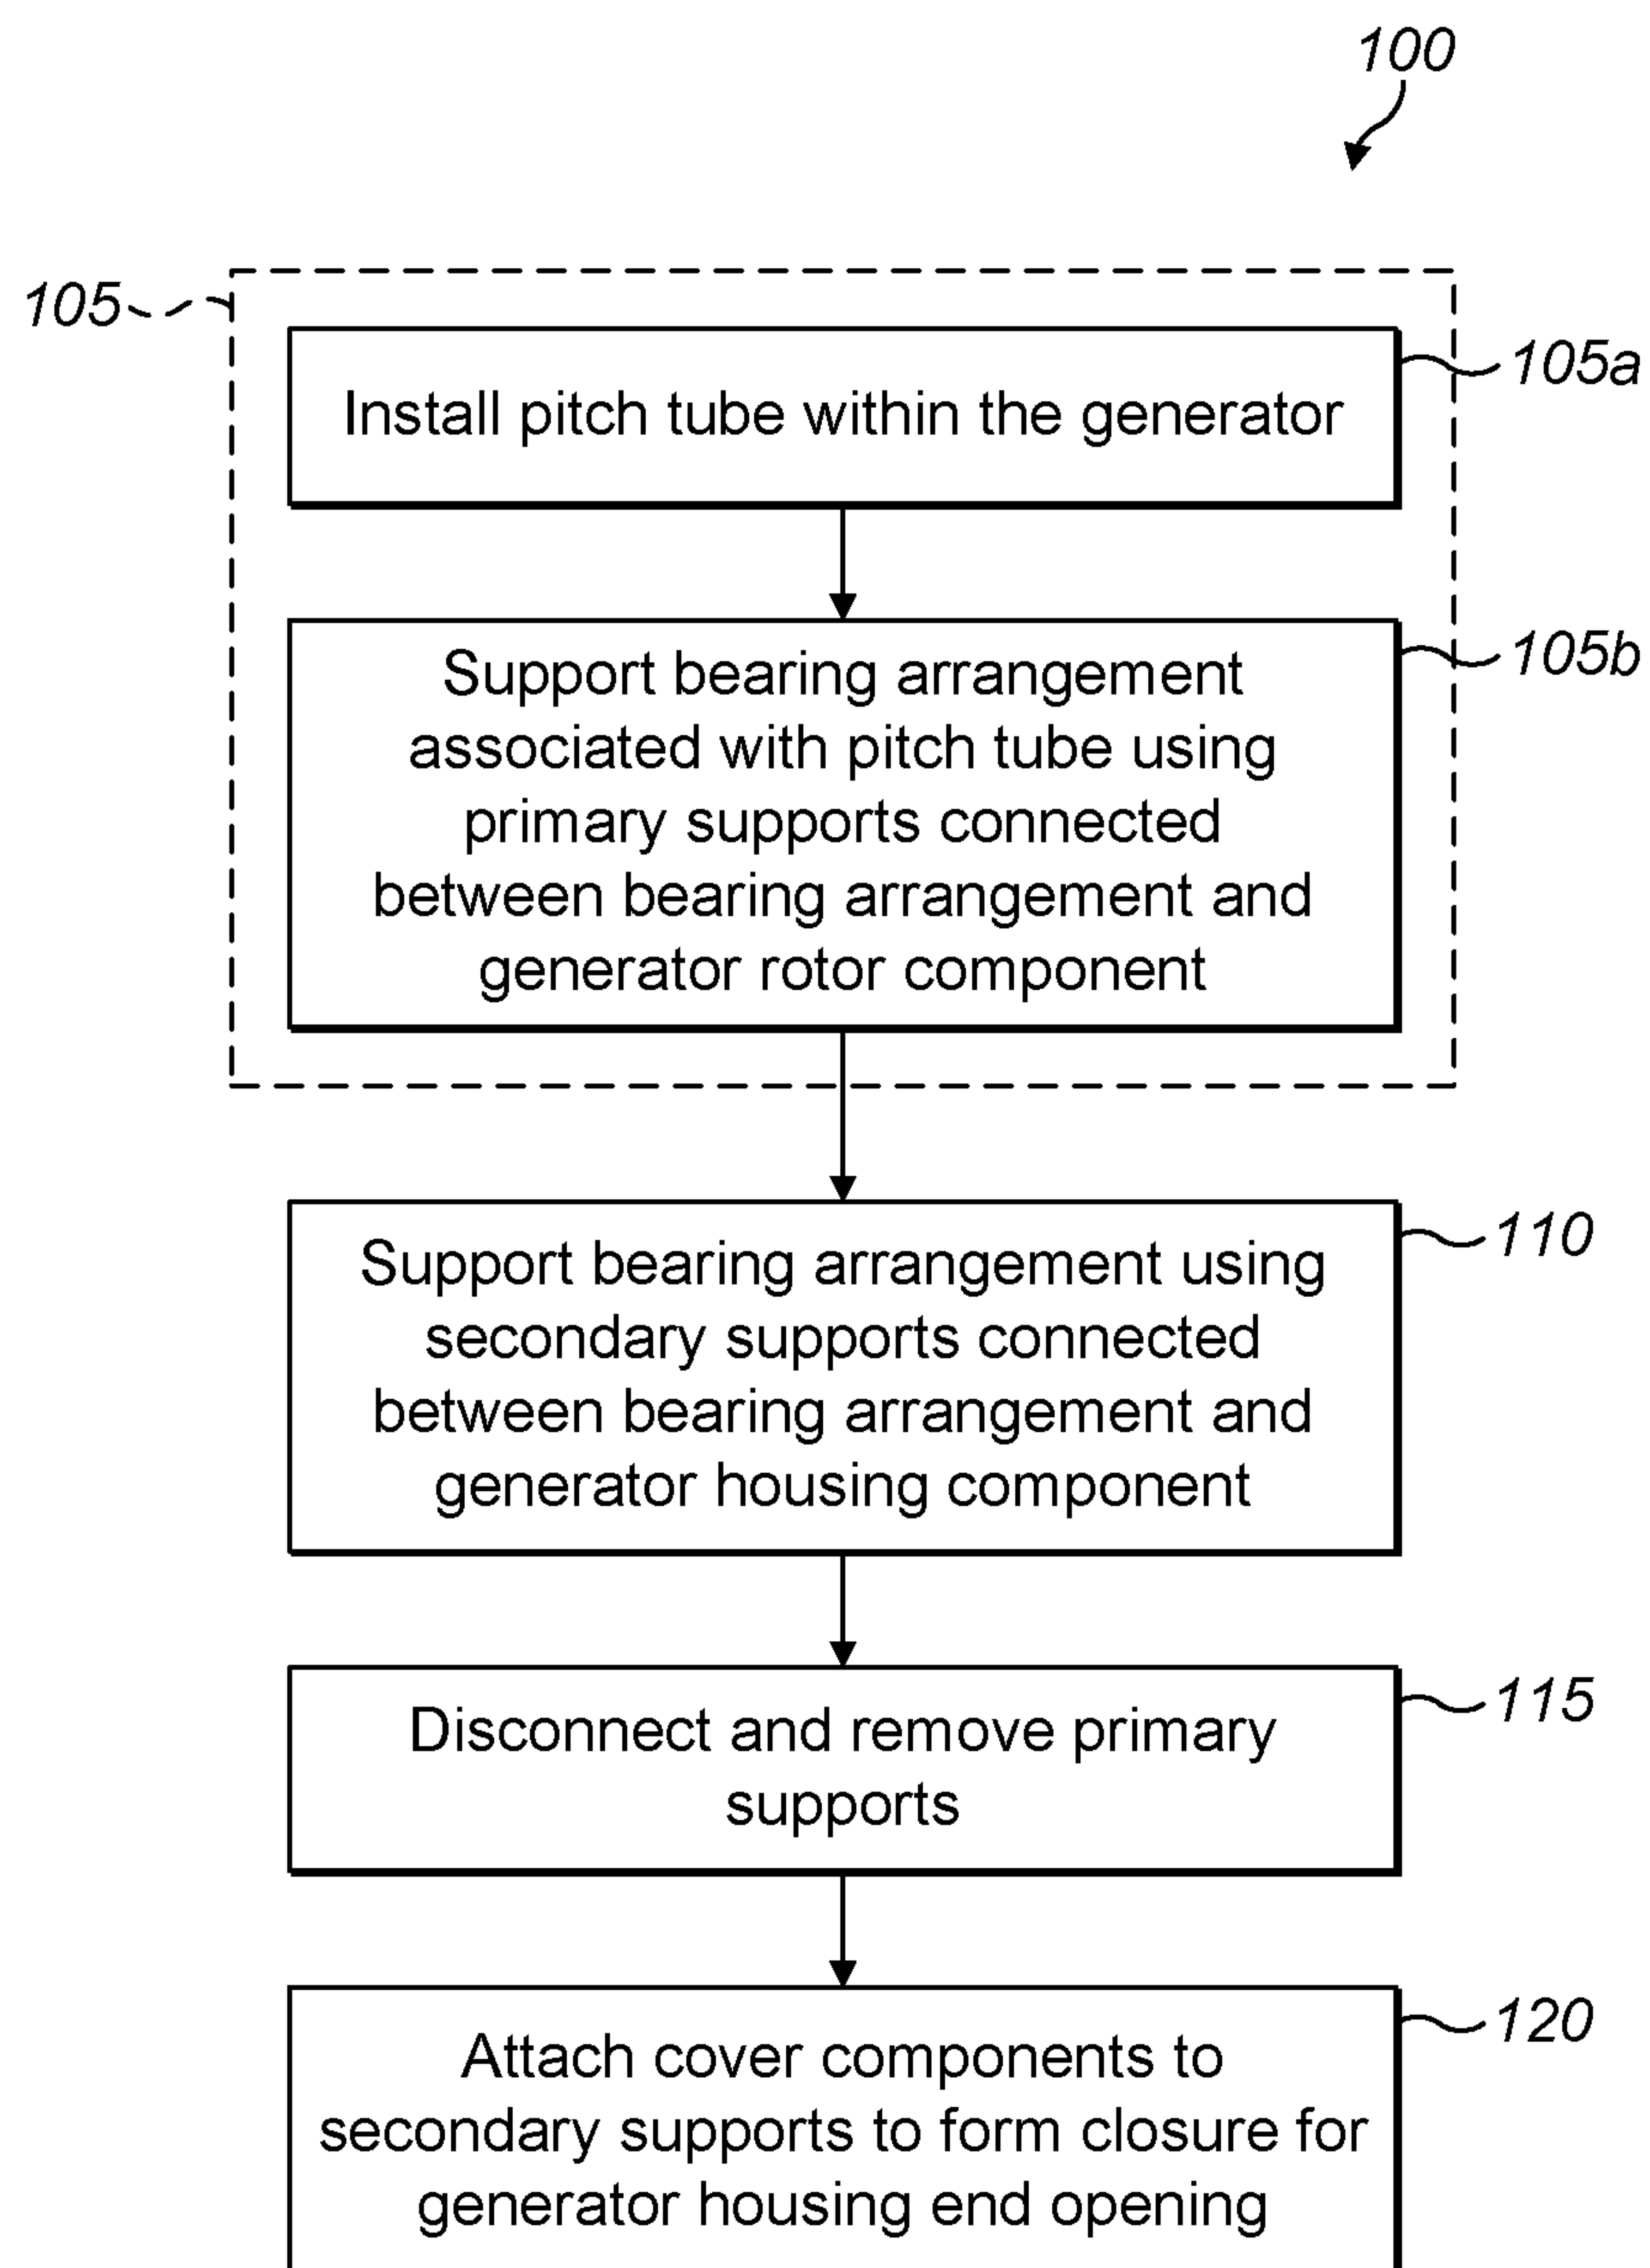 100
105
105a
Install pitch tube within the generator
105b
Support bearing arrangement
associated with pitch tube using
primary supports connected
between bearing arrangement and
generator rotor component
110
Support bearing arrangement using
secondary supports connected
between bearing arrangement and
generator housing component
115
Disconnect and remove primary
supports
120
Attach cover components to
secondary supports to form closure for
generator housing end opening